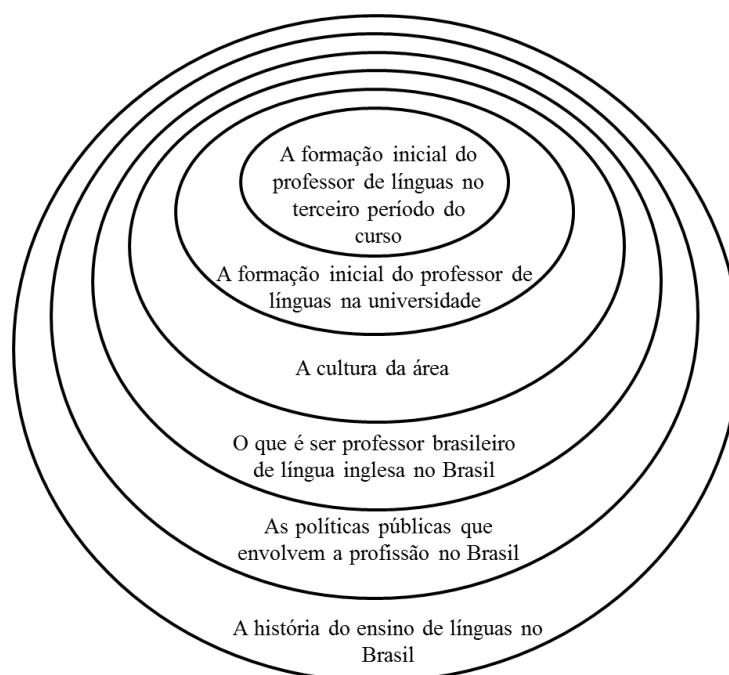 A formação inicial do
professor de línguas no
terceiro período do
curso
A formação inicial do professor de
línguas na universidade
A cultura da área
O que é ser professor brasileiro
de língua inglesa no Brasil
As políticas públicas que
envolvem a profissão no Brasil
A história do ensino de línguas no
Brasil